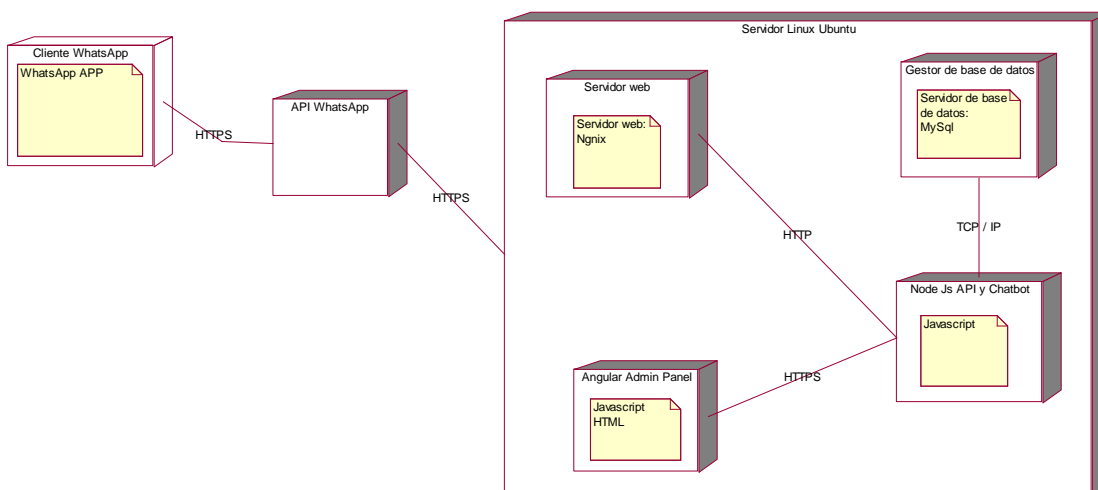 Servidor Linux Ubuntu
Cliente WhatsApp
WhatsApp APP
HTTPS
API WhatsApp
HTTPS
Servidor web
Servidor web:
Ngnix
HTTP
Gestor de base de datos
Servidor de base
de datos:
MySql
TCP / IP
Node Js API y Chatbot
Javascript
HTTPS
Angular Admin Panel
Javascript
HTML